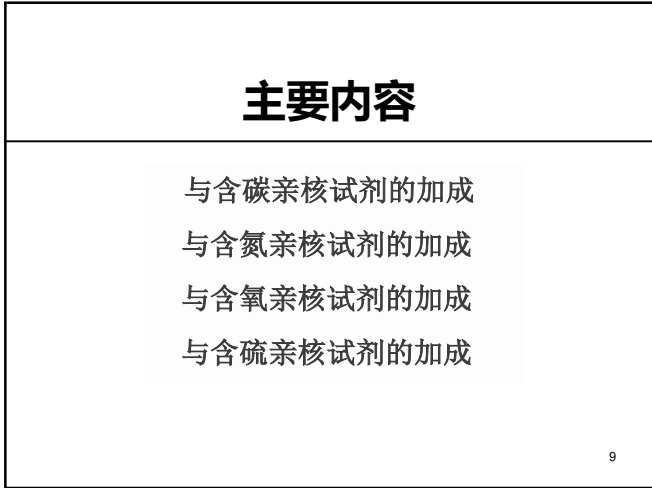 主要内容
与含碳亲核试剂的加成
与含氮亲核试剂的加成
与含氧亲核试剂的加成
与含硫亲核试剂的加成
9